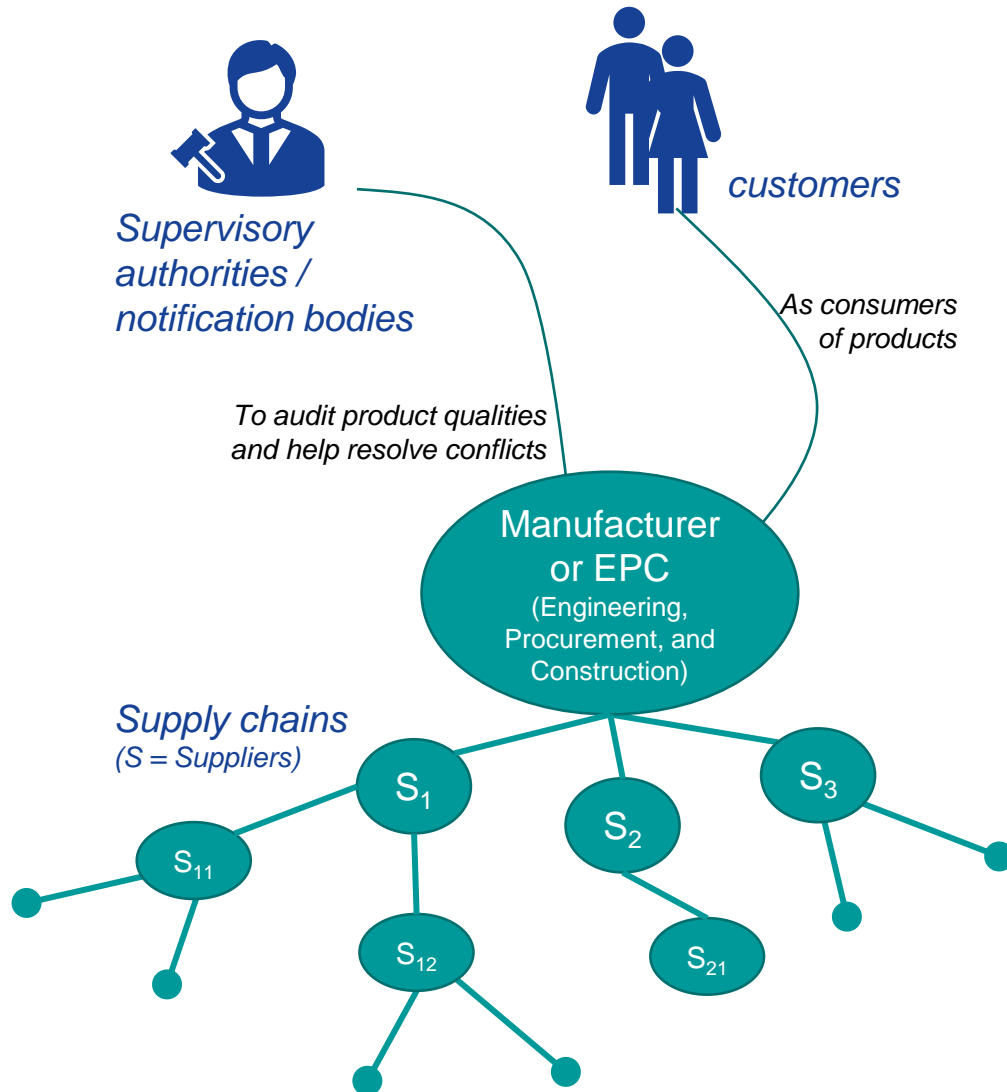 customers
Supervisory
authorities /
notification bodies
As consumers
of products
To audit product qualities
and help resolve conflicts
Manufacturer
or EPC
(Engineering,
Procurement, and
Construction)
Supply chains
(S = Suppliers)
S1
S2
S3
S11
S12
S21